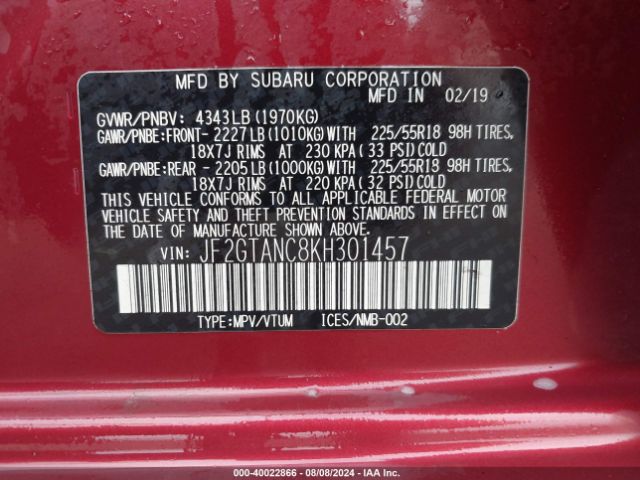 MFD BY SUBARU CORPORATION
MFD IN 02/19
GVWR/PNBV: 4343LB (1970KG)
GAWR/PNBE:FRONT- 2227LB (1010KG) WITH 225/55R18 98H TIRES,
18X7J RIMS AT 230 KPA (33 PSI) COLD
GAWR/PNBE:REAR - 2205LB (1000KG) WITH 225/55R18 98H TIRES,
18X7J RIMS AT 220 KPA (32 PSI) COLD
THIS VEHICLE CONFORMS TO ALL APPLICABLE FEDERAL MOTOR
VEHICLE SAFETY AND THEFT PREVENTION STANDARDS IN EFFECT ON
THE DATE OF MANUFACTURE SHOWN ABOVE.
VIN: JF2GTANC8KH301457
TYPE:MPV/VTUM ICES/NMB-002
000-40022866 - 08/08/2024 - IAA Inc.